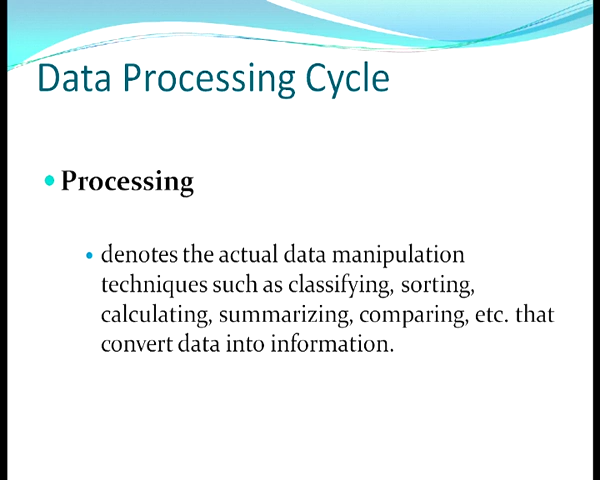 Data Processing Cycle
Processing
denotes the actual data manipulation
techniques such as classifying, sorting,
calculating, summarizing, comparing, etc. that
convert data into information.